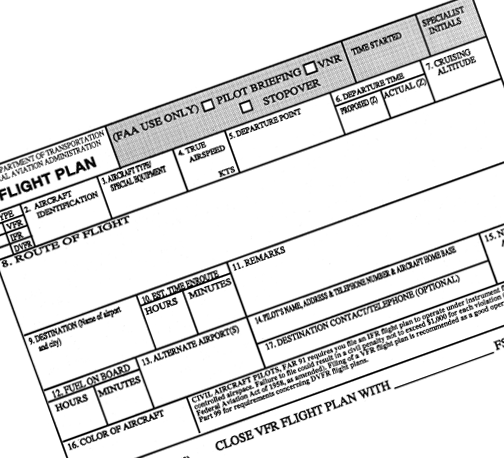 (FAA USE ONLY) ☐ PILOT BRIEFING ☐ VNR
☐ STOPOVER
TIME STARTED
SPECIALIST
INITIALS
PARTMENT OF TRANSPORTATION
AL AVIATION ADMINISTRATION
FLIGHT PLAN
YPE
VFR
IFR
DVFR
2. AIRCRAFT
IDENTIFICATION
3. AIRCRAFT TYPE/
SPECIAL EQUIPMENT
4. TRUE
AIRSPEED
KTS
5. DEPARTURE POINT
6. DEPARTURE TIME
PROPOSED (Z)
ACTUAL (Z)
7. CRUISING
ALTITUDE
8. ROUTE OF FLIGHT
9. DESTINATION (Name of airport
and city)
10. EST. TIME ENROUTE
HOURS
MINUTES
11. REMARKS
12. FUEL ON BOARD
HOURS
MINUTES
13. ALTERNATE AIRPORT(S)
14. PILOT'S NAME, ADDRESS & TELEPHONE NUMBER & AIRCRAFT HOME BASE
15. N
17. DESTINATION CONTACT/TELEPHONE (OPTIONAL)
16. COLOR OF AIRCRAFT
CIVIL AIRCRAFT PILOTS, FAR 91 requires you file an IFR flight plan to operate under instrument f
controlled airspace. Failure to file could result in a civil penalty not to exceed $1,000 for each violation
Federal Aviation Act of 1958, as amended). Filing of a VFR flight plan is recommended as a good oper
Part 99 for requirements concerning DVFR flight plans.
CLOSE VFR FLIGHT PLAN WITH
FS